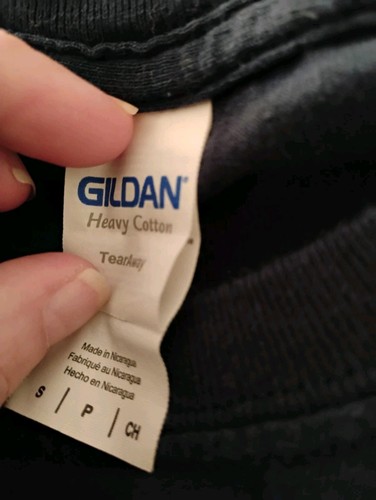 GILDAN®
Heavy Cotton
TearAway
Made in Nicaragua
Fabriqué au Nicaragua
Hecho en Nicaragua
S | P | CH